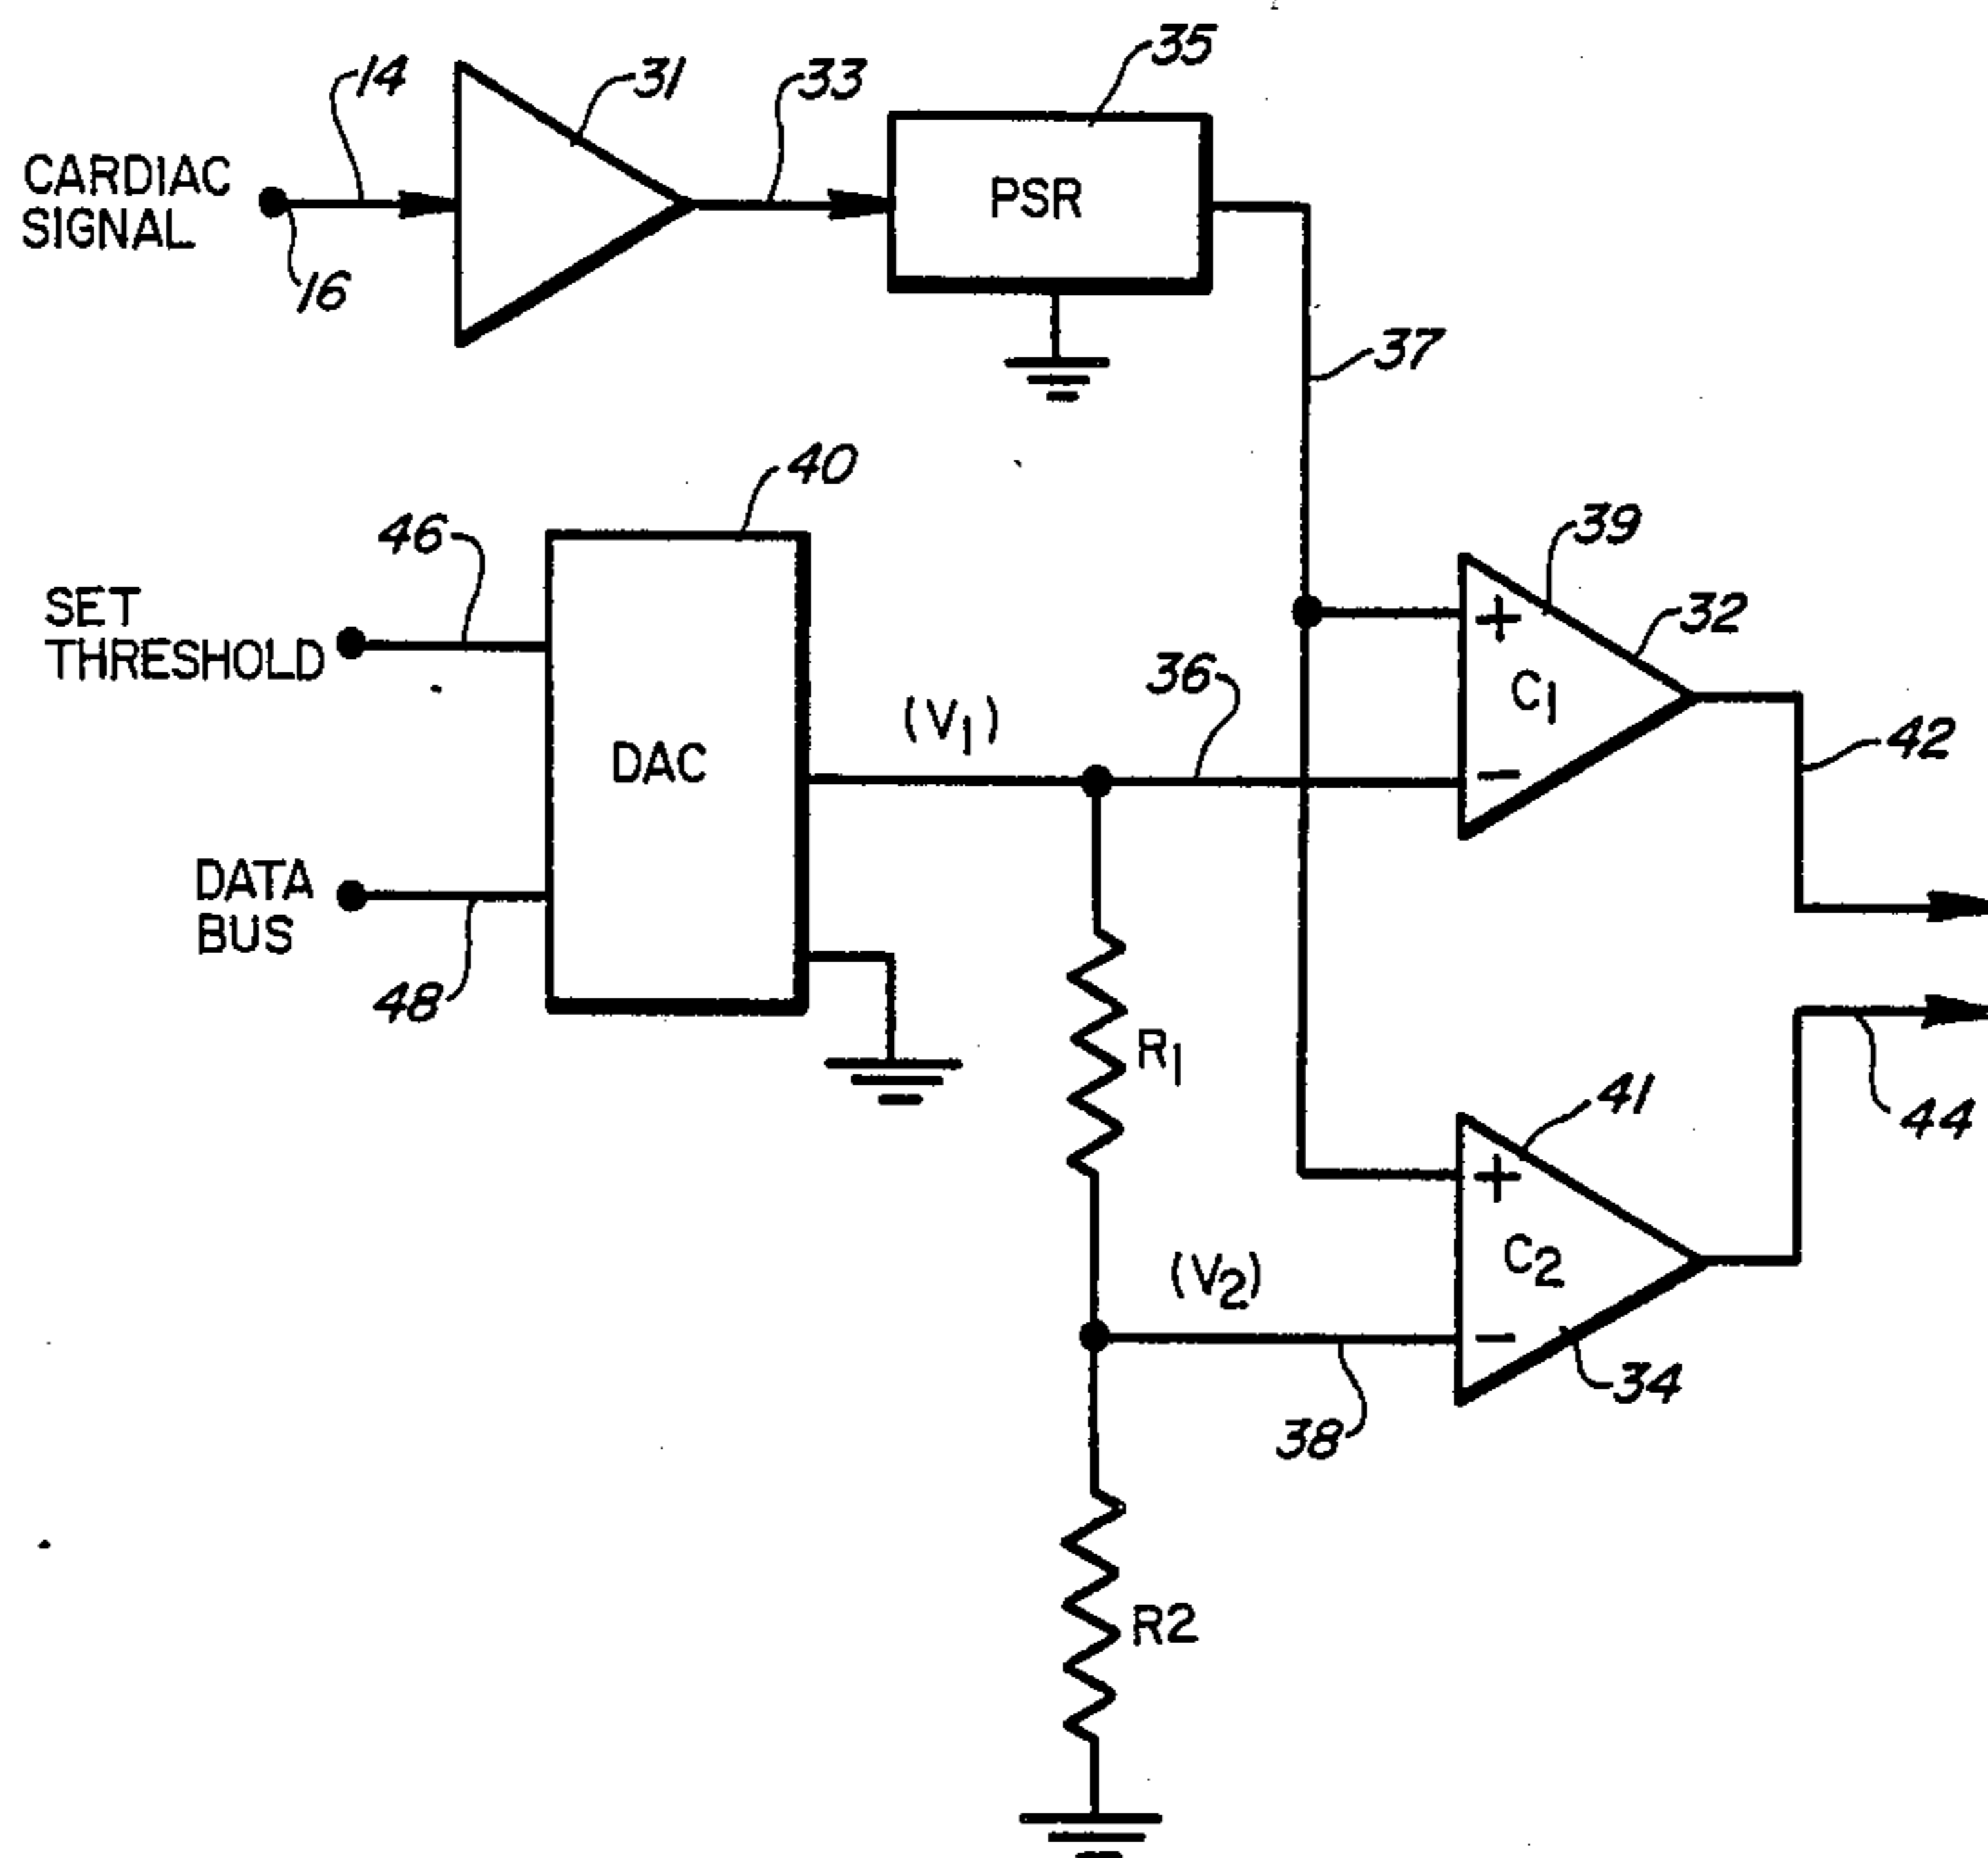 35
14
31
33
CARDIAC
SIGNAL
PSR
16
37
40
46
39
SET
THRESHOLD
32
36
+
C1
(V1)
42
DAC
−
DATA
BUS
48
R1
41
44
+
C2
(V2)
−
34
38
R2